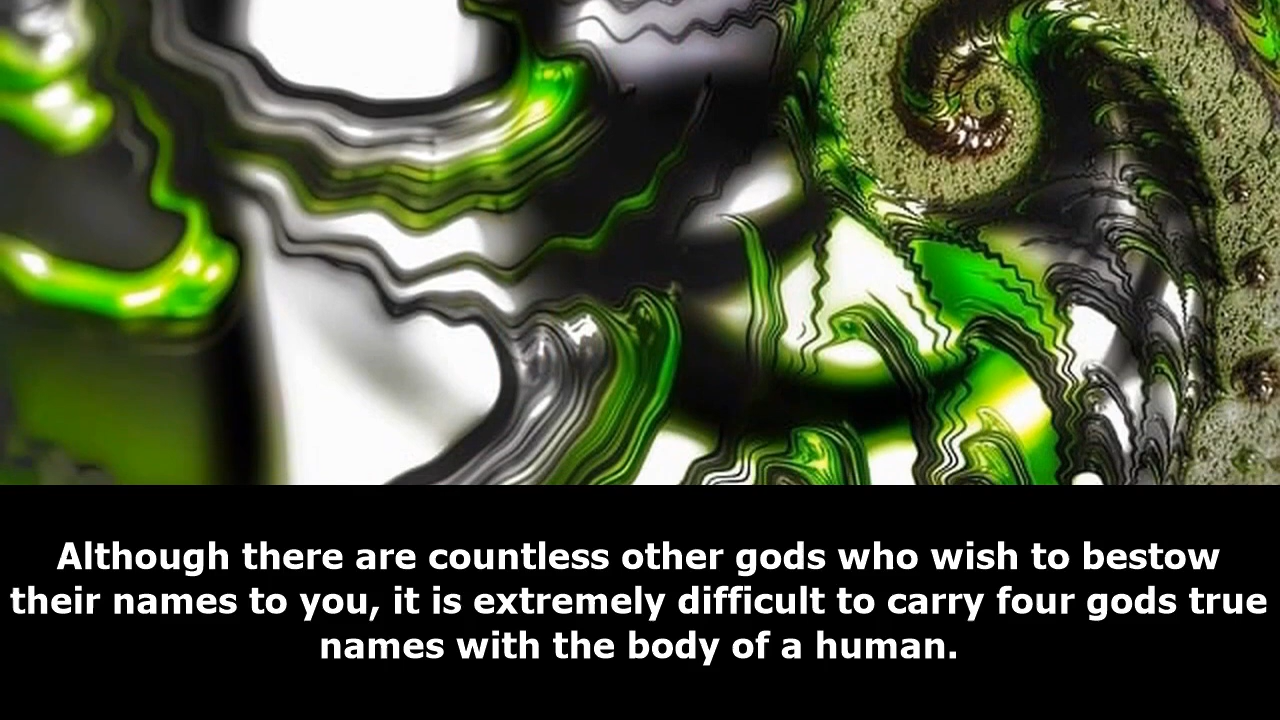 Although there are countless other gods who wish to bestow
their names to you, it is extremely difficult to carry four gods true
names with the body of a human.